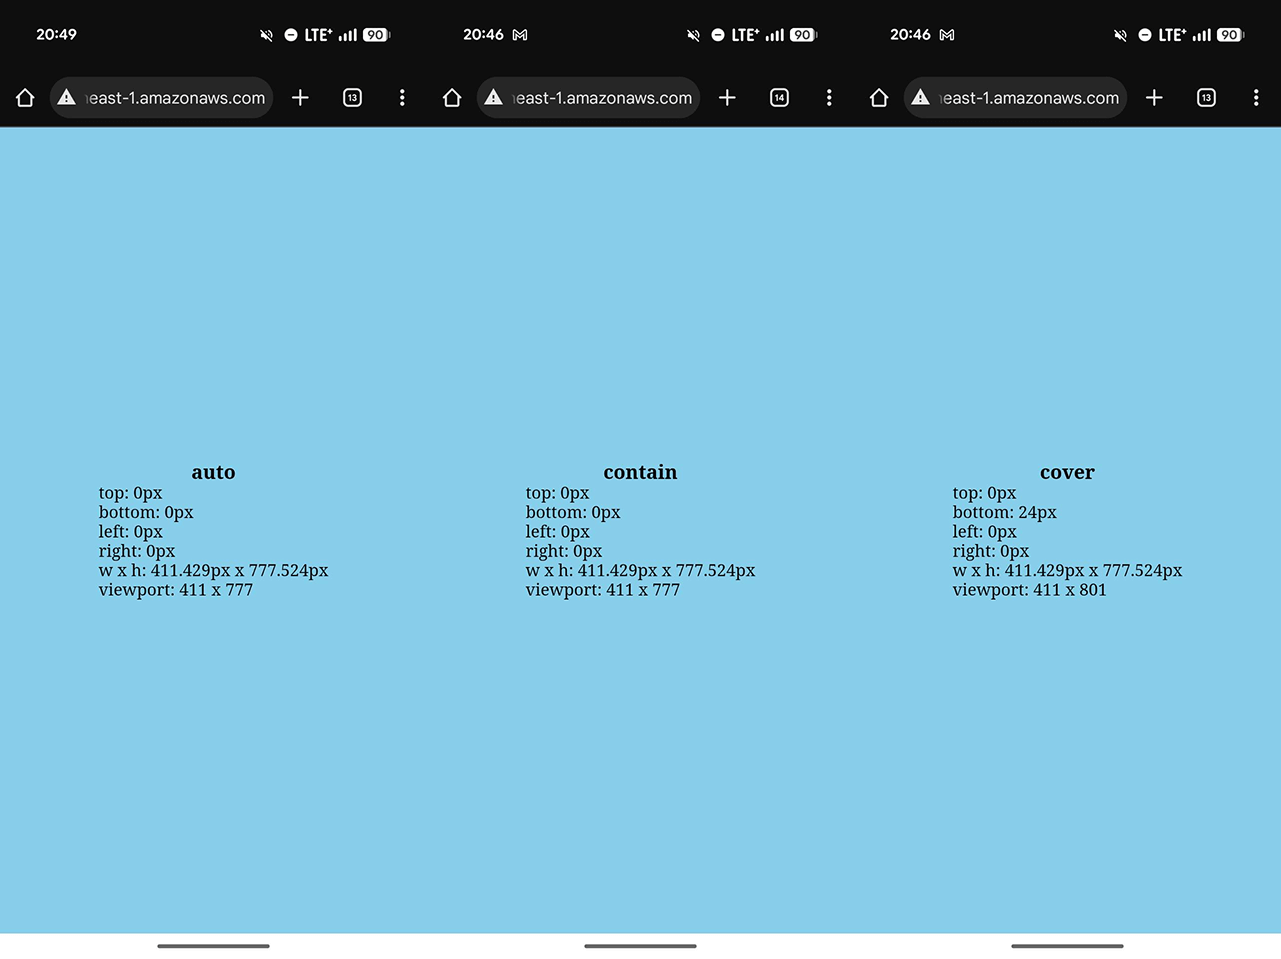 20:49 LTE+ 90
east-1.amazonaws.com 13
auto
top: 0px
bottom: 0px
left: 0px
right: 0px
w x h: 411.429px x 777.524px
viewport: 411 x 777
20:46 LTE+ 90
east-1.amazonaws.com 14
contain
top: 0px
bottom: 0px
left: 0px
right: 0px
w x h: 411.429px x 777.524px
viewport: 411 x 777
20:46 LTE+ 90
east-1.amazonaws.com 13
cover
top: 0px
bottom: 24px
left: 0px
right: 0px
w x h: 411.429px x 777.524px
viewport: 411 x 801